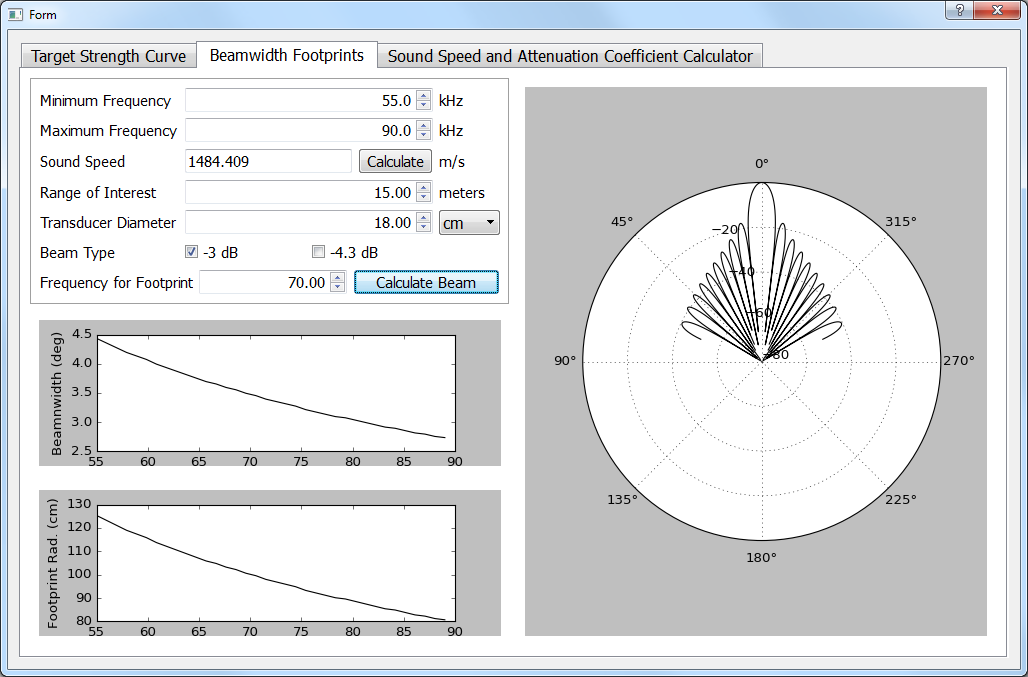 Form
Target Strength Curve
Beamwidth Footprints
Sound Speed and Attenuation Coefficient Calculator
Minimum Frequency 55.0 kHz
Maximum Frequency 90.0 kHz
Sound Speed 1484.409 Calculate m/s
Range of Interest 15.00 meters
Transducer Diameter 18.00 cm
Beam Type -3 dB -4.3 dB
Frequency for Footprint 70.00 Calculate Beam
Beamnwidth (deg)
4.5
4.0
3.5
3.0
2.5
55 60 65 70 75 80 85 90
Footprint Rad. (cm)
130
120
110
100
90
80
55 60 65 70 75 80 85 90
0°
45° 315°
−20
−40
−60
−80
90° 270°
135° 225°
180°